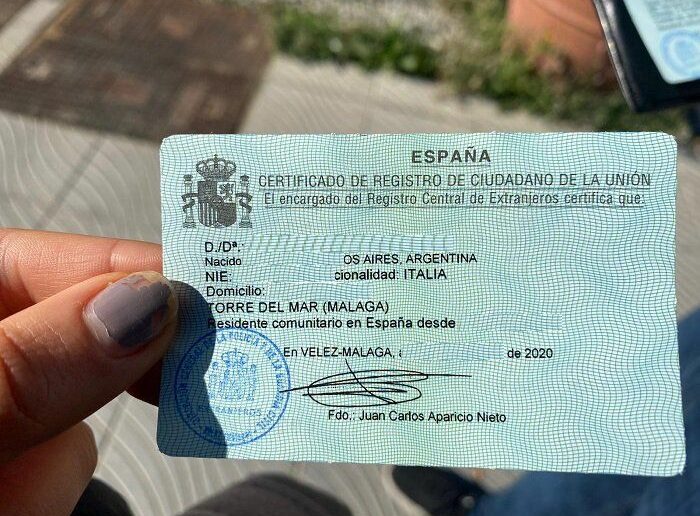 ESPAÑA
CERTIFICADO DE REGISTRO DE CIUDADANO DE LA UNIÓN
El encargado del Registro Central de Extranjeros certifica que:
D./Dª.:
Nacido OS AIRES, ARGENTINA
NIE: cionalidad: ITALIA
Domicilio:
TORRE DEL MAR (MALAGA)
Residente comunitario en España desde
En VELEZ-MALAGA, a de 2020
Fdo.: Juan Carlos Aparicio Nieto
EXTRANJEROS